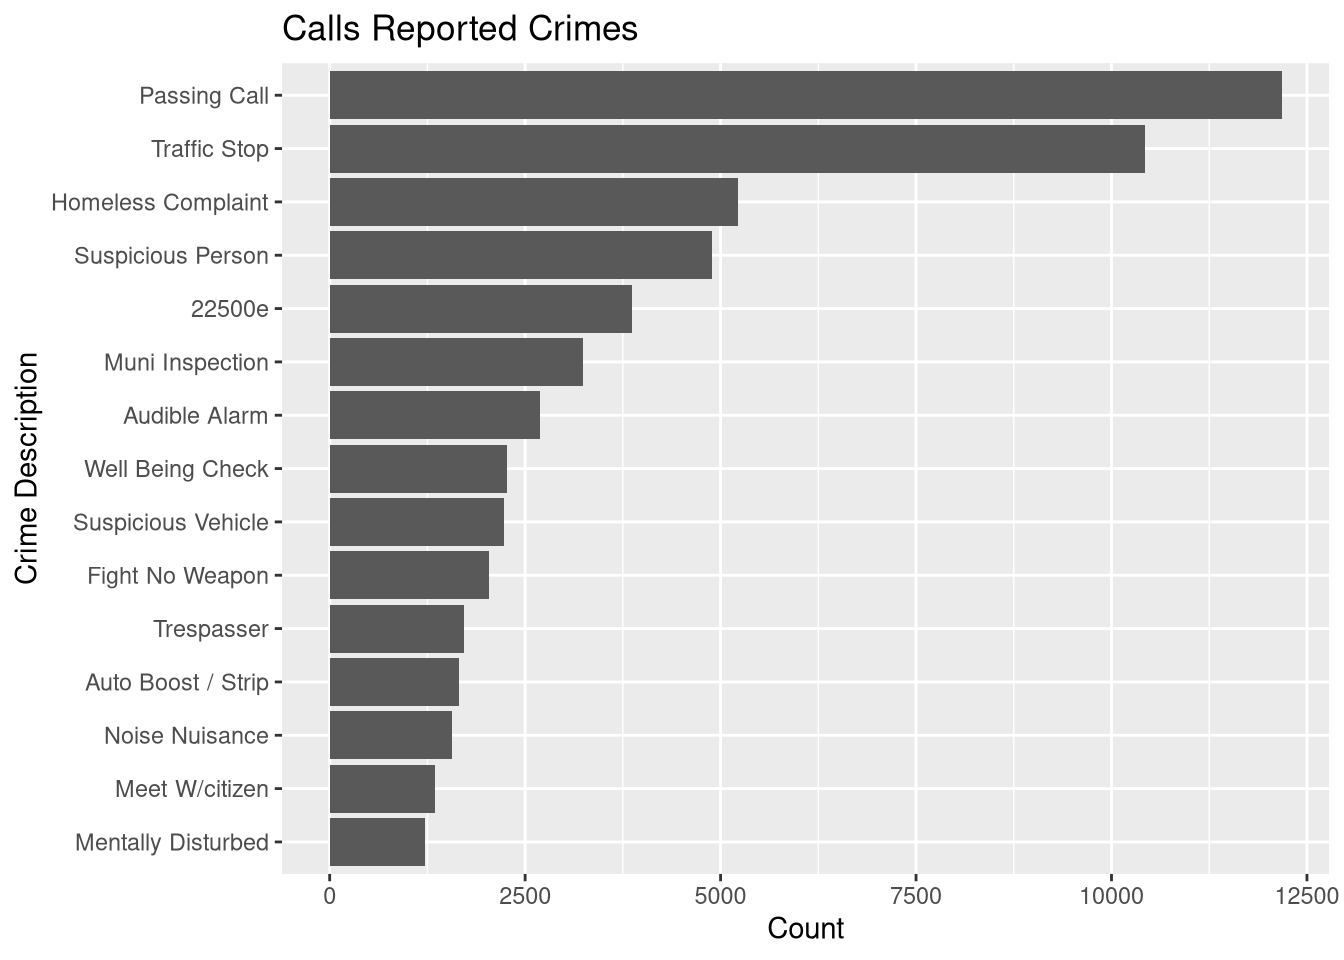 Calls Reported Crimes
Crime Description
Passing Call
Traffic Stop
Homeless Complaint
Suspicious Person
22500e
Muni Inspection
Audible Alarm
Well Being Check
Suspicious Vehicle
Fight No Weapon
Trespasser
Auto Boost / Strip
Noise Nuisance
Meet W/citizen
Mentally Disturbed
0 2500 5000 7500 10000 12500
Count